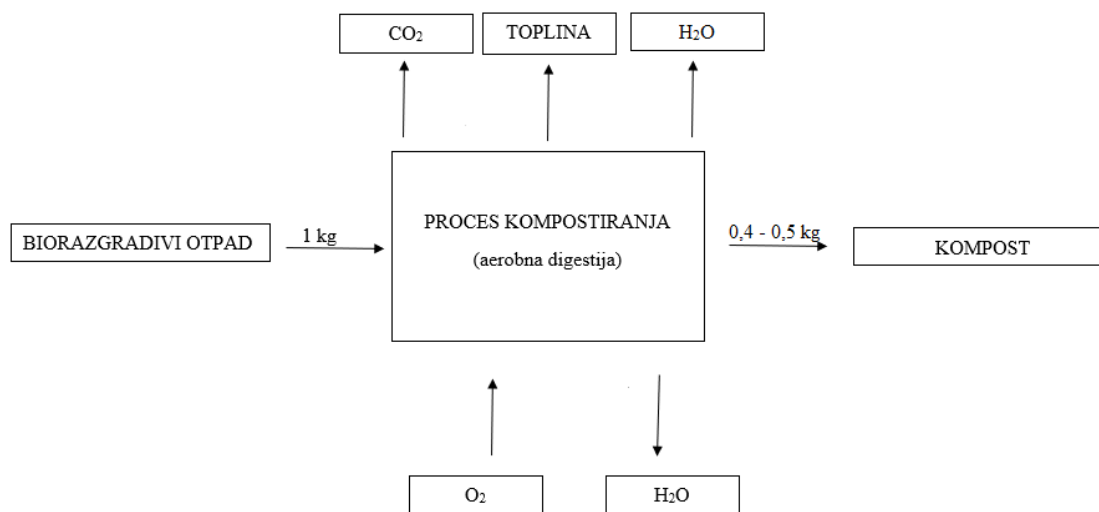 CO₂
TOPLINA
H₂O
BIORAZGRADIVI OTPAD
1 kg
PROCES KOMPOSTIRANJA
(aerobna digestija)
0,4 - 0,5 kg
KOMPOST
O₂
H₂O